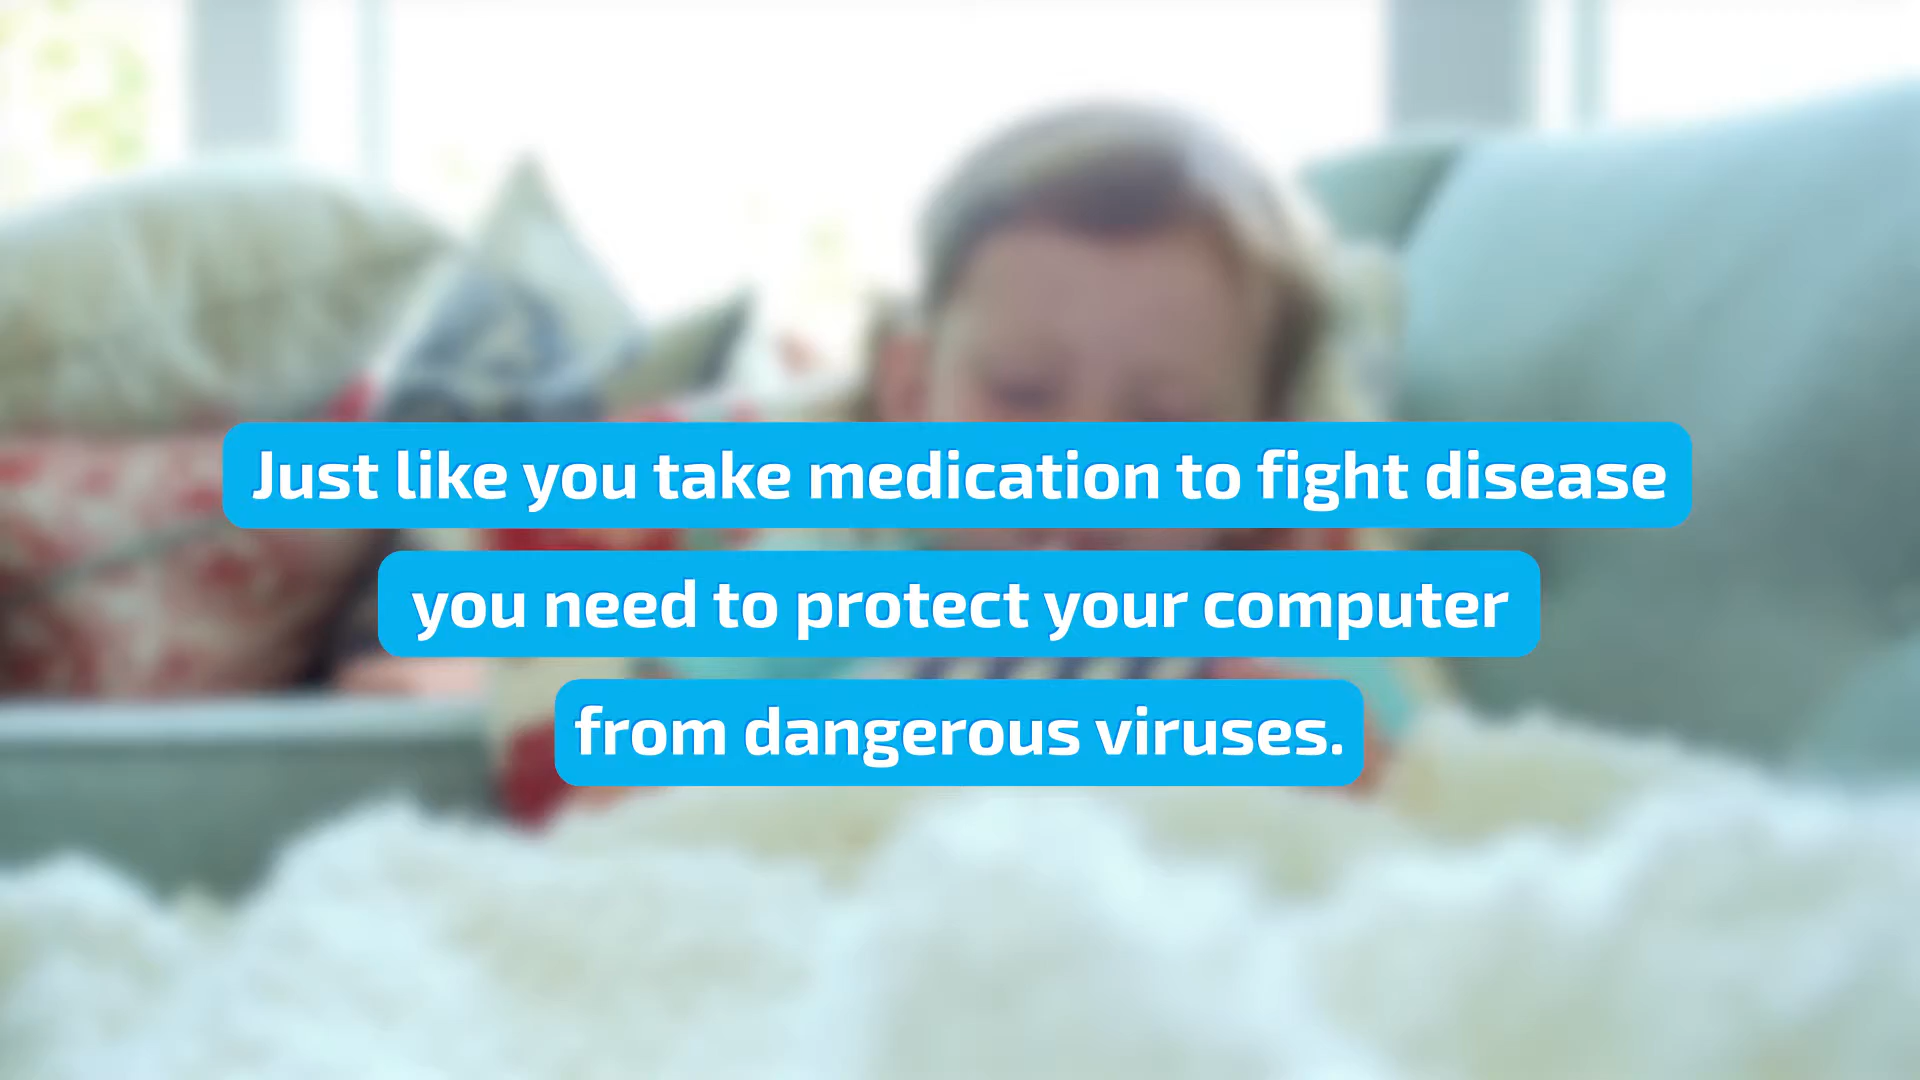 Just like you take medication to fight disease
you need to protect your computer
from dangerous viruses.